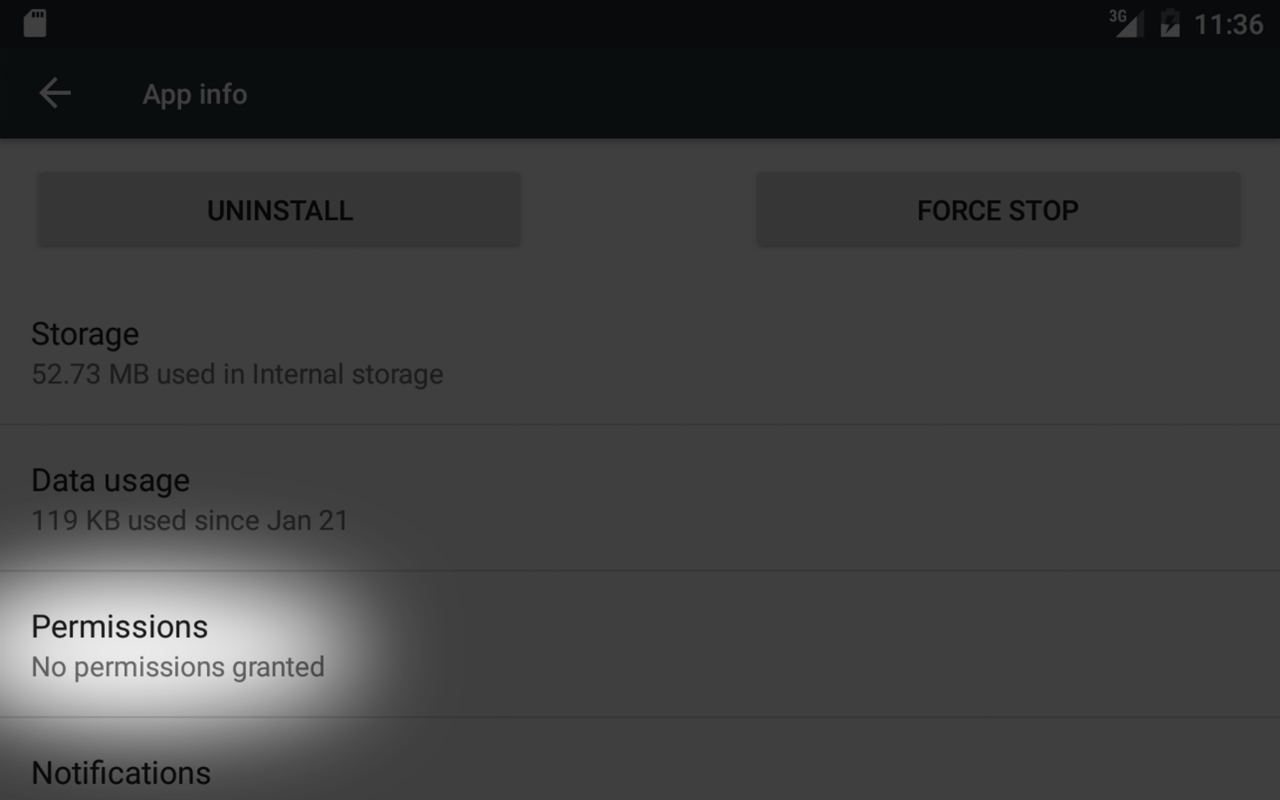 3G 11:36
App info
UNINSTALL FORCE STOP
Storage
52.73 MB used in Internal storage
Data usage
119 KB used since Jan 21
Permissions
No permissions granted
Notifications